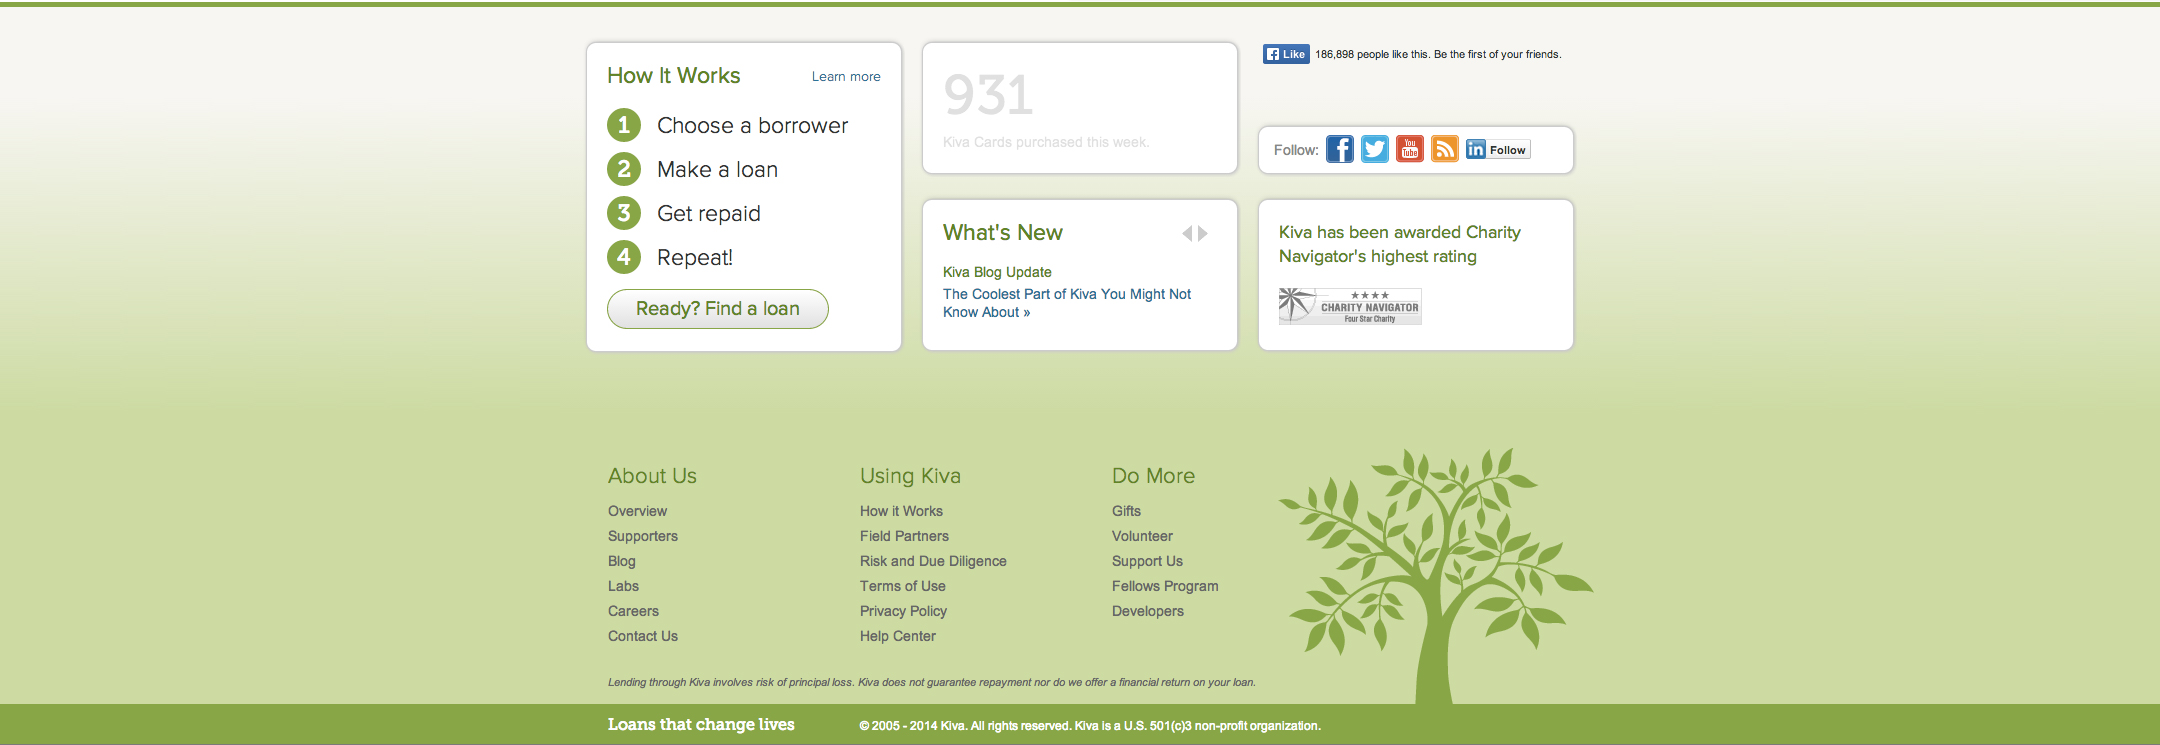 How It Works
Learn more
1 Choose a borrower
2 Make a loan
3 Get repaid
4 Repeat!
Ready? Find a loan
931
Kiva Cards purchased this week.
What's New
Kiva Blog Update
The Coolest Part of Kiva You Might Not
Know About »
Like 186,898 people like this. Be the first of your friends.
Follow: f You Tube in Follow
Kiva has been awarded Charity
Navigator's highest rating
★★★★
CHARITY NAVIGATOR
Four Star Charity
About Us
Overview
Supporters
Blog
Labs
Careers
Contact Us
Using Kiva
How it Works
Field Partners
Risk and Due Diligence
Terms of Use
Privacy Policy
Help Center
Do More
Gifts
Volunteer
Support Us
Fellows Program
Developers
Lending through Kiva involves risk of principal loss. Kiva does not guarantee repayment nor do we offer a financial return on your loan.
Loans that change lives
© 2005 - 2014 Kiva. All rights reserved. Kiva is a U.S. 501(c)3 non-profit organization.